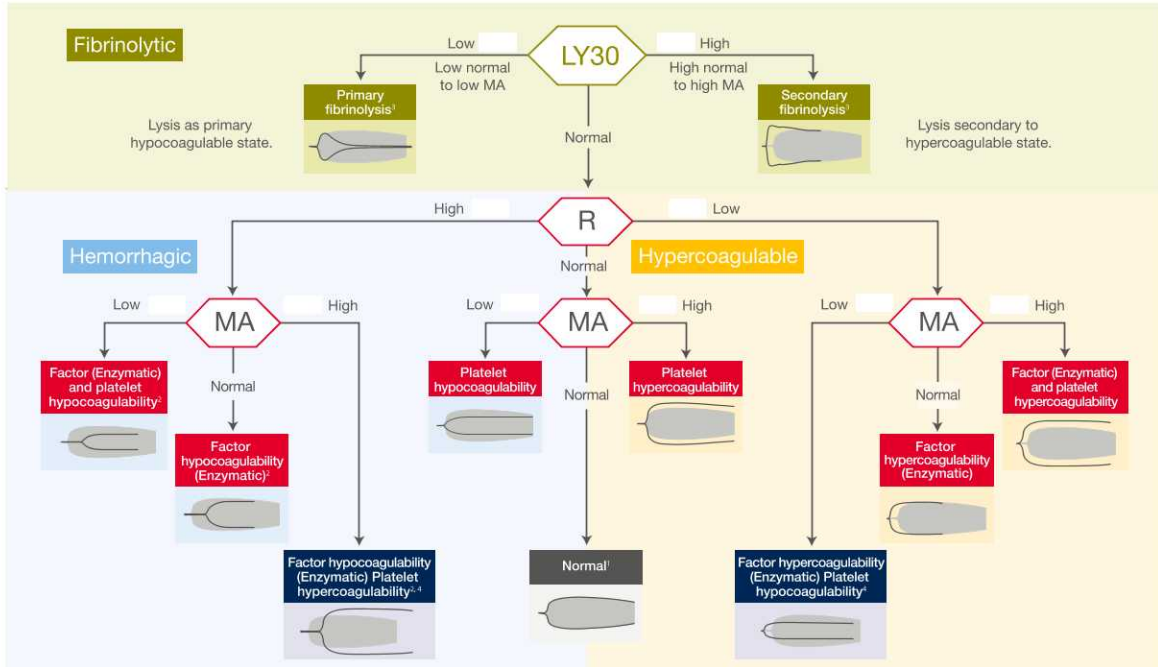 Fibrinolytic
Low
LY30
High
Low normal
to low MA
High normal
to high MA
Primary
fibrinolysis³
Secondary
fibrinolysis³
Lysis as primary
hypocoagulable state.
Normal
Lysis secondary to
hypercoagulable state.
High
R
Low
Hemorrhagic
Normal
Hypercoagulable
Low
MA
High
Low
MA
High
Low
MA
High
Factor (Enzymatic)
and platelet
hypocoagulability²
Normal
Platelet
hypocoagulability
Normal
Platelet
hypercoagulability
Normal
Factor (Enzymatic)
and platelet
hypercoagulability
Factor
hypocoagulability
(Enzymatic)²
Factor
hypercoagulability
(Enzymatic)
Factor hypocoagulability
(Enzymatic) Platelet
hypercoagulability²,⁴
Normal¹
Factor hypercoagulability
(Enzymatic) Platelet
hypocoagulability⁴